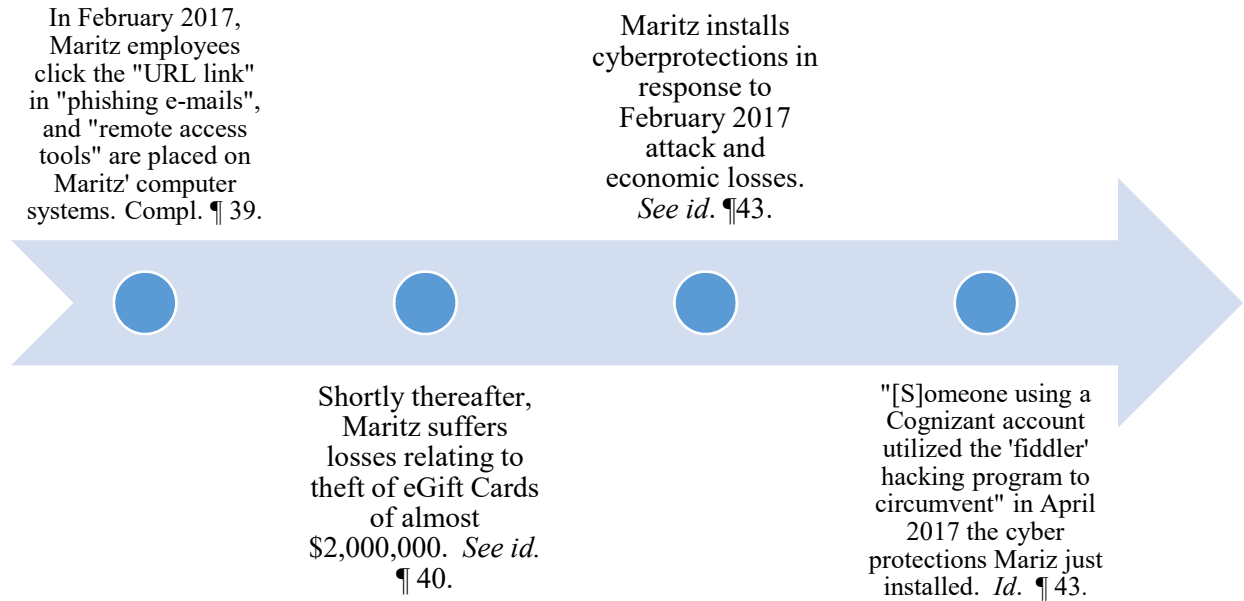 In February 2017,
Maritz employees
click the "URL link"
in "phishing e-mails",
and "remote access
tools" are placed on
Maritz' computer
systems. Compl. ¶ 39.
Shortly thereafter,
Maritz suffers
losses relating to
theft of eGift Cards
of almost
$2,000,000. See id.
¶ 40.
Maritz installs
cyberprotections in
response to
February 2017
attack and
economic losses.
See id. ¶43.
"[S]omeone using a
Cognizant account
utilized the 'fiddler'
hacking program to
circumvent" in April
2017 the cyber
protections Mariz just
installed. Id. ¶ 43.